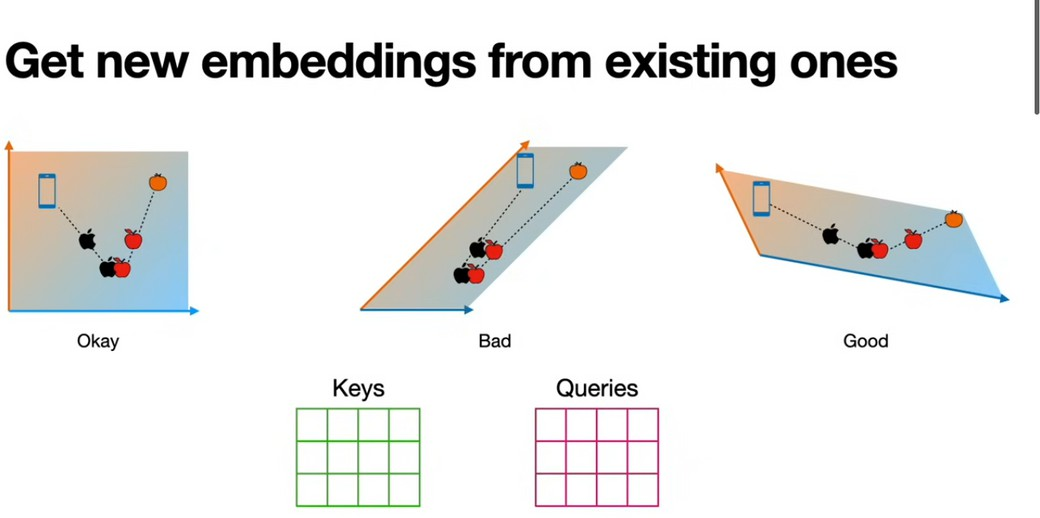 Get new embeddings from existing ones
Okay
Bad
Good
Keys
Queries